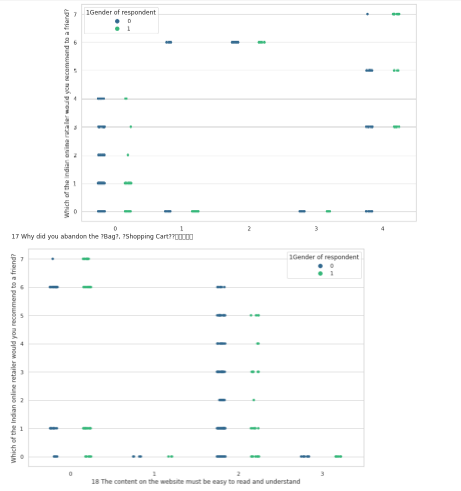 Which of the Indian online retailer would you recommend to a friend?
1Gender of respondent
0
1
7
6
5
4
3
2
1
0
0 1 2 3 4
17 Why did you abandon the ?Bag?, ?Shopping Cart??▯▯▯▯▯
Which of the Indian online retailer would you recommend to a friend?
1Gender of respondent
0
1
7
6
5
4
3
2
1
0
0 1 2 3
18 The content on the website must be easy to read and understand